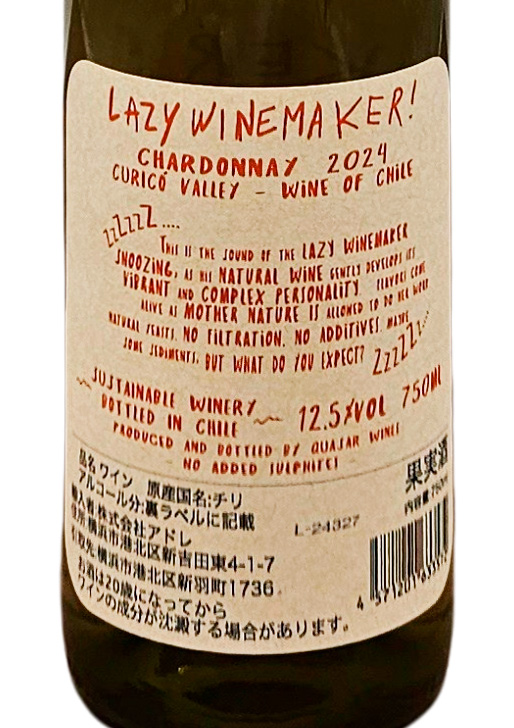 LAZY WINEMAKER!
CHARDONNAY 2024
CURICÓ VALLEY - WINE OF CHILE
ZZZZZ....
THIS IS THE SOUND OF THE LAZY WINEMAKER
SNOOZING, AS HIS NATURAL WINE GENTLY DEVELOPS ITS
VIBRANT AND COMPLEX PERSONALITY. FLAVORS COME
ALIVE AS MOTHER NATURE IS ALLOWED TO DO HER WORK
NATURAL YEASTS. NO FILTRATION. NO ADDITIVES. MAYBE
SOME SEDIMENTS, BUT WHAT DO YOU EXPECT? ZZZZZ....
SUSTAINABLE WINERY
BOTTLED IN CHILE 12.5%VOL 750ML
PRODUCED AND BOTTLED BY QUASAR WINES
- NO ADDED SULPHITES -
品名 ワイン 原産国名:チリ 果実酒
アルコール分:裏ラベルに記載 L-24327 内容量:750ml
輸入者:株式会社アドレ
住所:横浜市港北区新吉田東4-1-7
引取先:横浜市港北区新羽町1736
お酒は20歳になってから
ワインの成分が沈澱する場合があります。